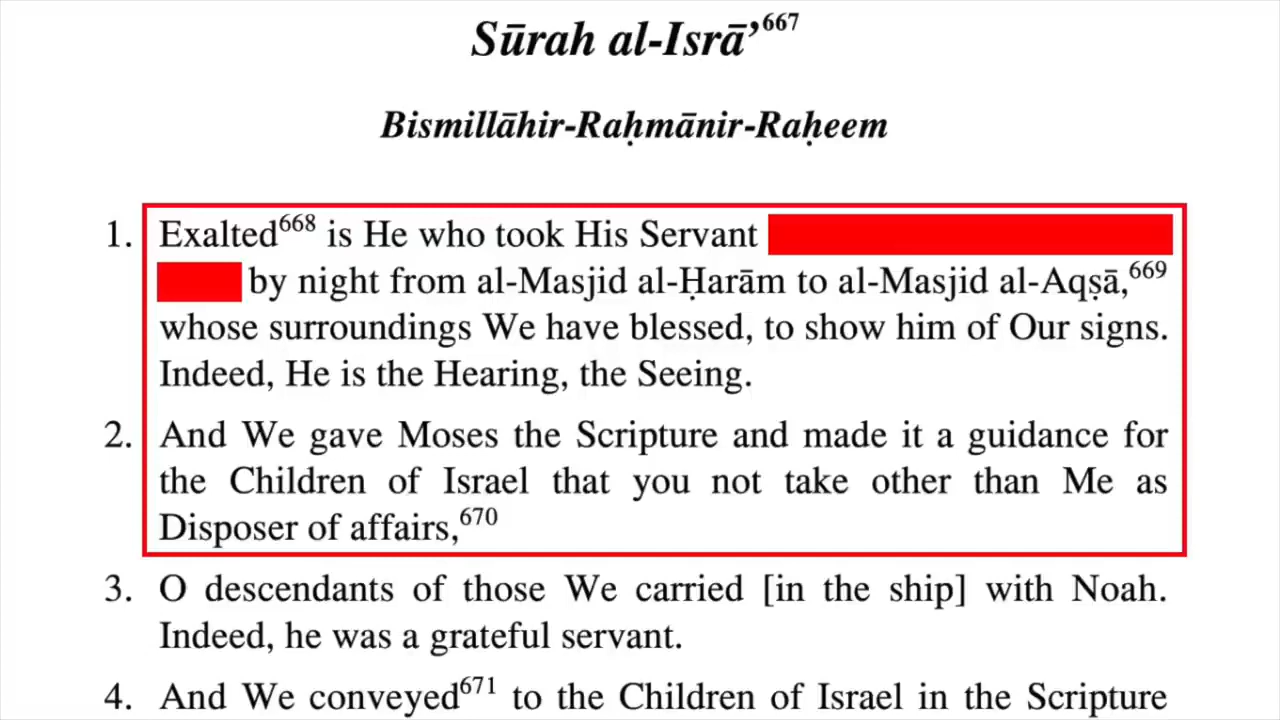 Sūrah al-Isrā’667
Bismillāhir-Raḥmānir-Raḥeem
1. Exalted668 is He who took His Servant
by night from al-Masjid al-Ḥarām to al-Masjid al-Aqṣā,669
whose surroundings We have blessed, to show him of Our signs.
Indeed, He is the Hearing, the Seeing.
2. And We gave Moses the Scripture and made it a guidance for
the Children of Israel that you not take other than Me as
Disposer of affairs,670
3. O descendants of those We carried [in the ship] with Noah.
Indeed, he was a grateful servant.
4. And We conveyed671 to the Children of Israel in the Scripture